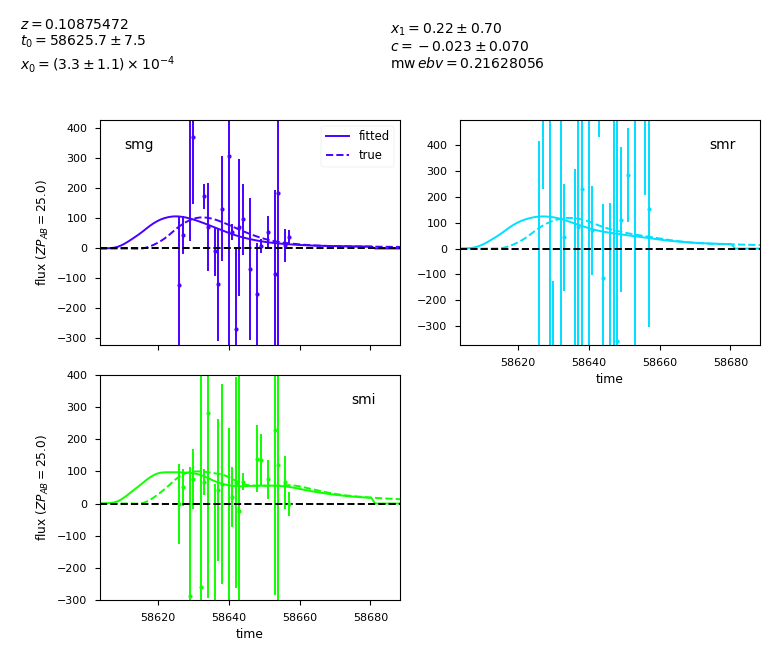 z = 0.10875472
t₀ = 58625.7 ± 7.5
x₀ = (3.3 ± 1.1) × 10⁻⁴
x₁ = 0.22 ± 0.70
c = −0.023 ± 0.070
mwebv = 0.21628056
smg
fitted
true
400
300
200
100
0
−100
−200
−300
flux (ZP_AB = 25.0)
smr
400
300
200
100
0
−100
−200
−300
58620 58640 58660 58680
time
smi
400
300
200
100
0
−100
−200
−300
flux (ZP_AB = 25.0)
58620 58640 58660 58680
time